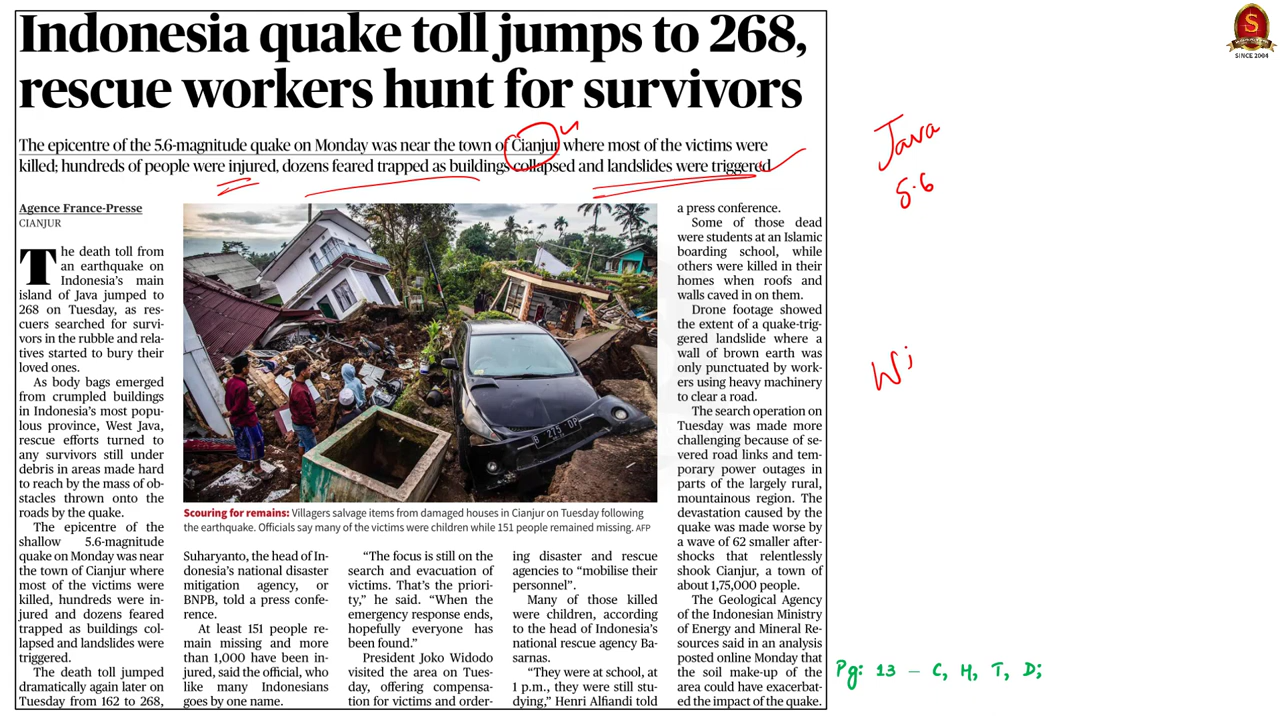 Indonesia quake toll jumps to 268,
rescue workers hunt for survivors
The epicentre of the 5.6-magnitude quake on Monday was near the town of Cianjur where most of the victims were
killed; hundreds of people were injured, dozens feared trapped as buildings collapsed and landslides were triggered
Agence France-Presse
CIANJUR
The death toll from
an earthquake on
Indonesia's main
island of Java jumped to
268 on Tuesday, as res-
cuers searched for survi-
vors in the rubble and rela-
tives started to bury their
loved ones.
As body bags emerged
from crumpled buildings
in Indonesia's most popu-
lous province, West Java,
rescue efforts turned to
any survivors still under
debris in areas made hard
to reach by the mass of ob-
stacles thrown onto the
roads by the quake.
The epicentre of the
shallow 5.6-magnitude
quake on Monday was near
the town of Cianjur where
most of the victims were
killed, hundreds were in-
jured and dozens feared
trapped as buildings col-
lapsed and landslides were
triggered.
The death toll jumped
dramatically again later on
Tuesday from 162 to 268,
B 275 OP
Scouring for remains: Villagers salvage items from damaged houses in Cianjur on Tuesday following
the earthquake. Officials say many of the victims were children while 151 people remained missing. AFP
Suharyanto, the head of In-
donesia's national disaster
mitigation agency, or
BNPB, told a press confe-
rence.
At least 151 people re-
main missing and more
than 1,000 have been in-
jured, said the official, who
like many Indonesians
goes by one name.
"The focus is still on the
search and evacuation of
victims. That's the priori-
ty," he said. "When the
emergency response ends,
hopefully everyone has
been found."
President Joko Widodo
visited the area on Tues-
day, offering compensa-
tion for victims and order-
ing disaster and rescue
agencies to "mobilise their
personnel".
Many of those killed
were children, according
to the head of Indonesia's
national rescue agency Ba-
sarnas.
"They were at school, at
1 p.m., they were still stu-
dying," Henri Alfiandi told
a press conference.
Some of those dead
were students at an Islamic
boarding school, while
others were killed in their
homes when roofs and
walls caved in on them.
Drone footage showed
the extent of a quake-trig-
gered landslide where a
wall of brown earth was
only punctuated by work-
ers using heavy machinery
to clear a road.
The search operation on
Tuesday was made more
challenging because of se-
vered road links and tem-
porary power outages in
parts of the largely rural,
mountainous region. The
devastation caused by the
quake was made worse by
a wave of 62 smaller after-
shocks that relentlessly
shook Cianjur, a town of
about 1,75,000 people.
The Geological Agency
of the Indonesian Ministry
of Energy and Mineral Re-
sources said in an analysis
posted online Monday that
the soil make-up of the
area could have exacerbat-
ed the impact of the quake.
S
SINCE 2004
Java
5.6
Wi
Pg: 13 – C, H, T, D;